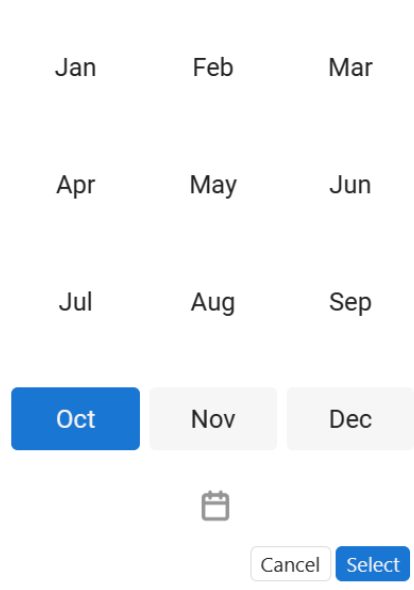 Jan Feb Mar
Apr May Jun
Jul Aug Sep
Oct Nov Dec
Cancel Select